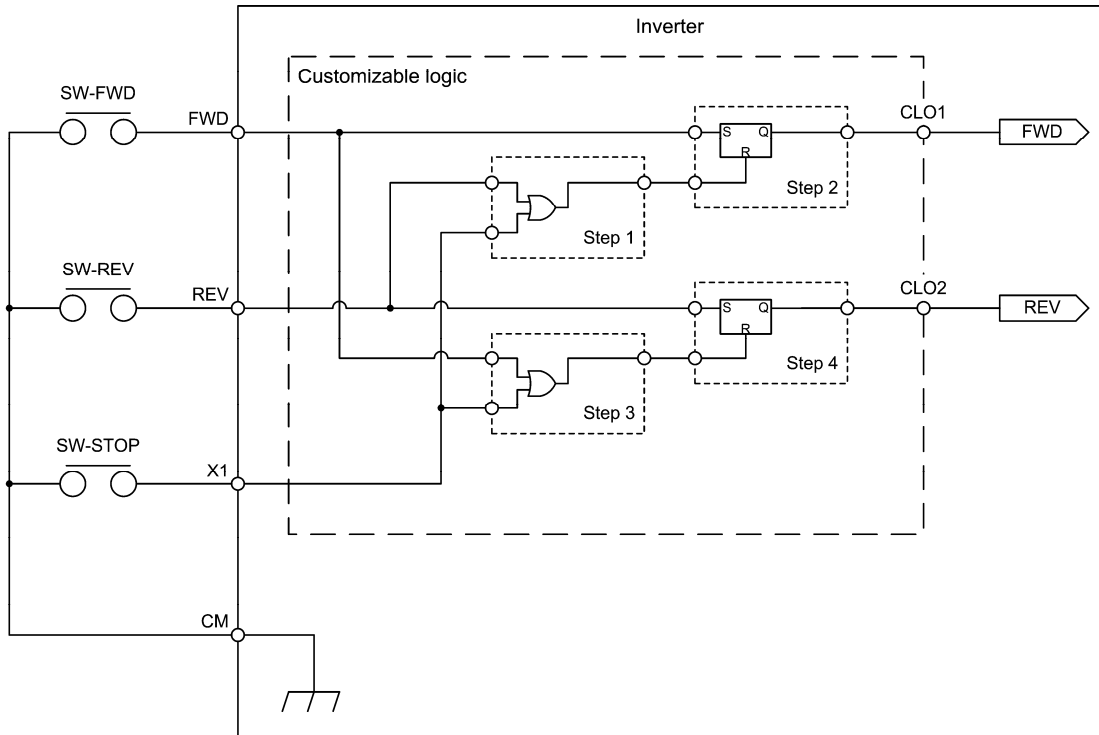 Inverter
Customizable logic
SW-FWD
FWD
S Q
R
Step 2
CLO1
FWD
Step 1
SW-REV
REV
S Q
R
Step 4
CLO2
REV
Step 3
SW-STOP
X1
CM